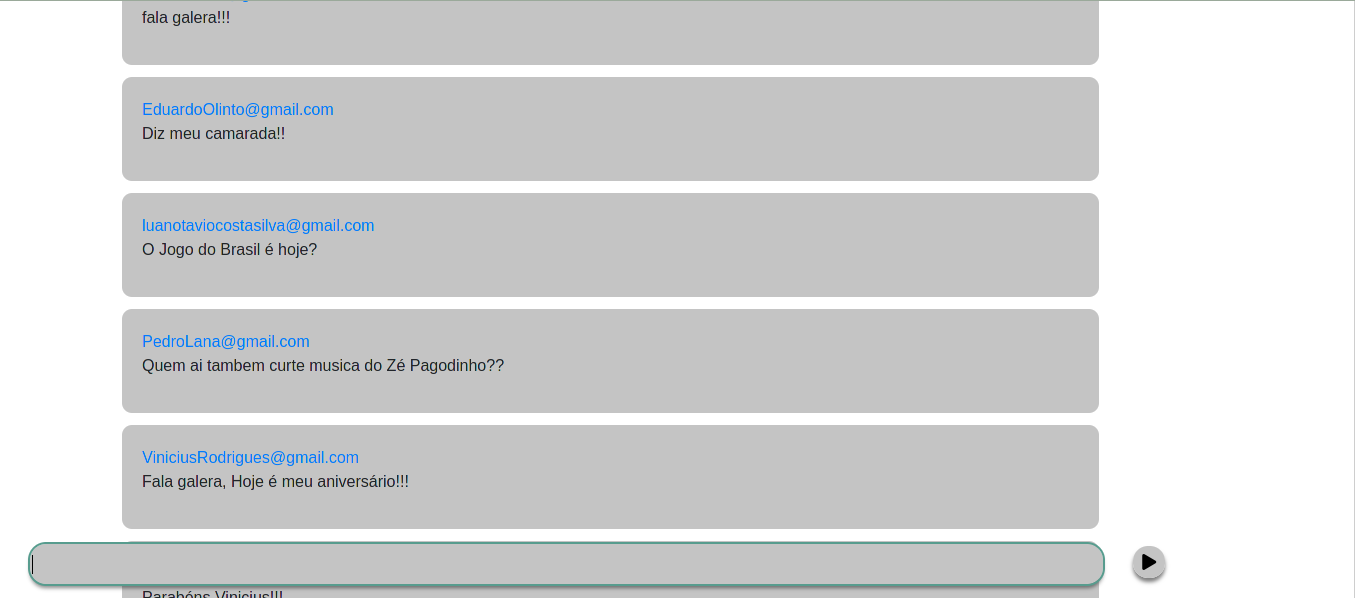 fala galera!!!
EduardoOlinto@gmail.com
Diz meu camarada!!
luanotaviocostasilva@gmail.com
O Jogo do Brasil é hoje?
PedroLana@gmail.com
Quem ai tambem curte musica do Zé Pagodinho??
ViniciusRodrigues@gmail.com
Fala galera, Hoje é meu aniversário!!!
Parabéns Vinicius!!!